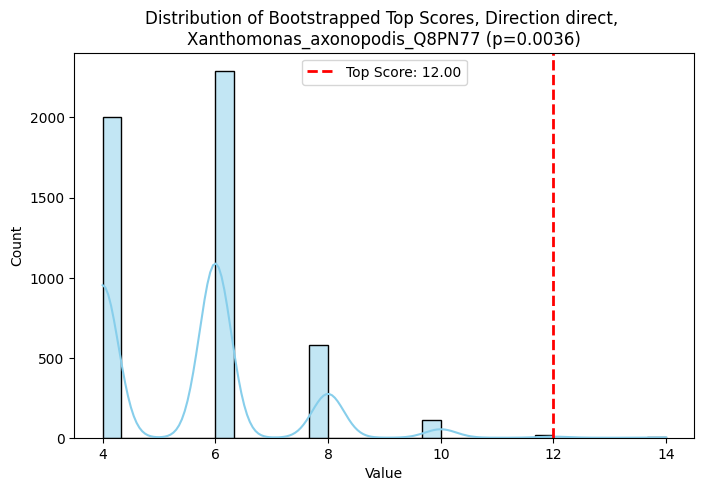 Distribution of Bootstrapped Top Scores, Direction direct,
Xanthomonas_axonopodis_Q8PN77 (p=0.0036)
Top Score: 12.00
2000
1500
1000
500
0
Count
4 6 8 10 12 14
Value